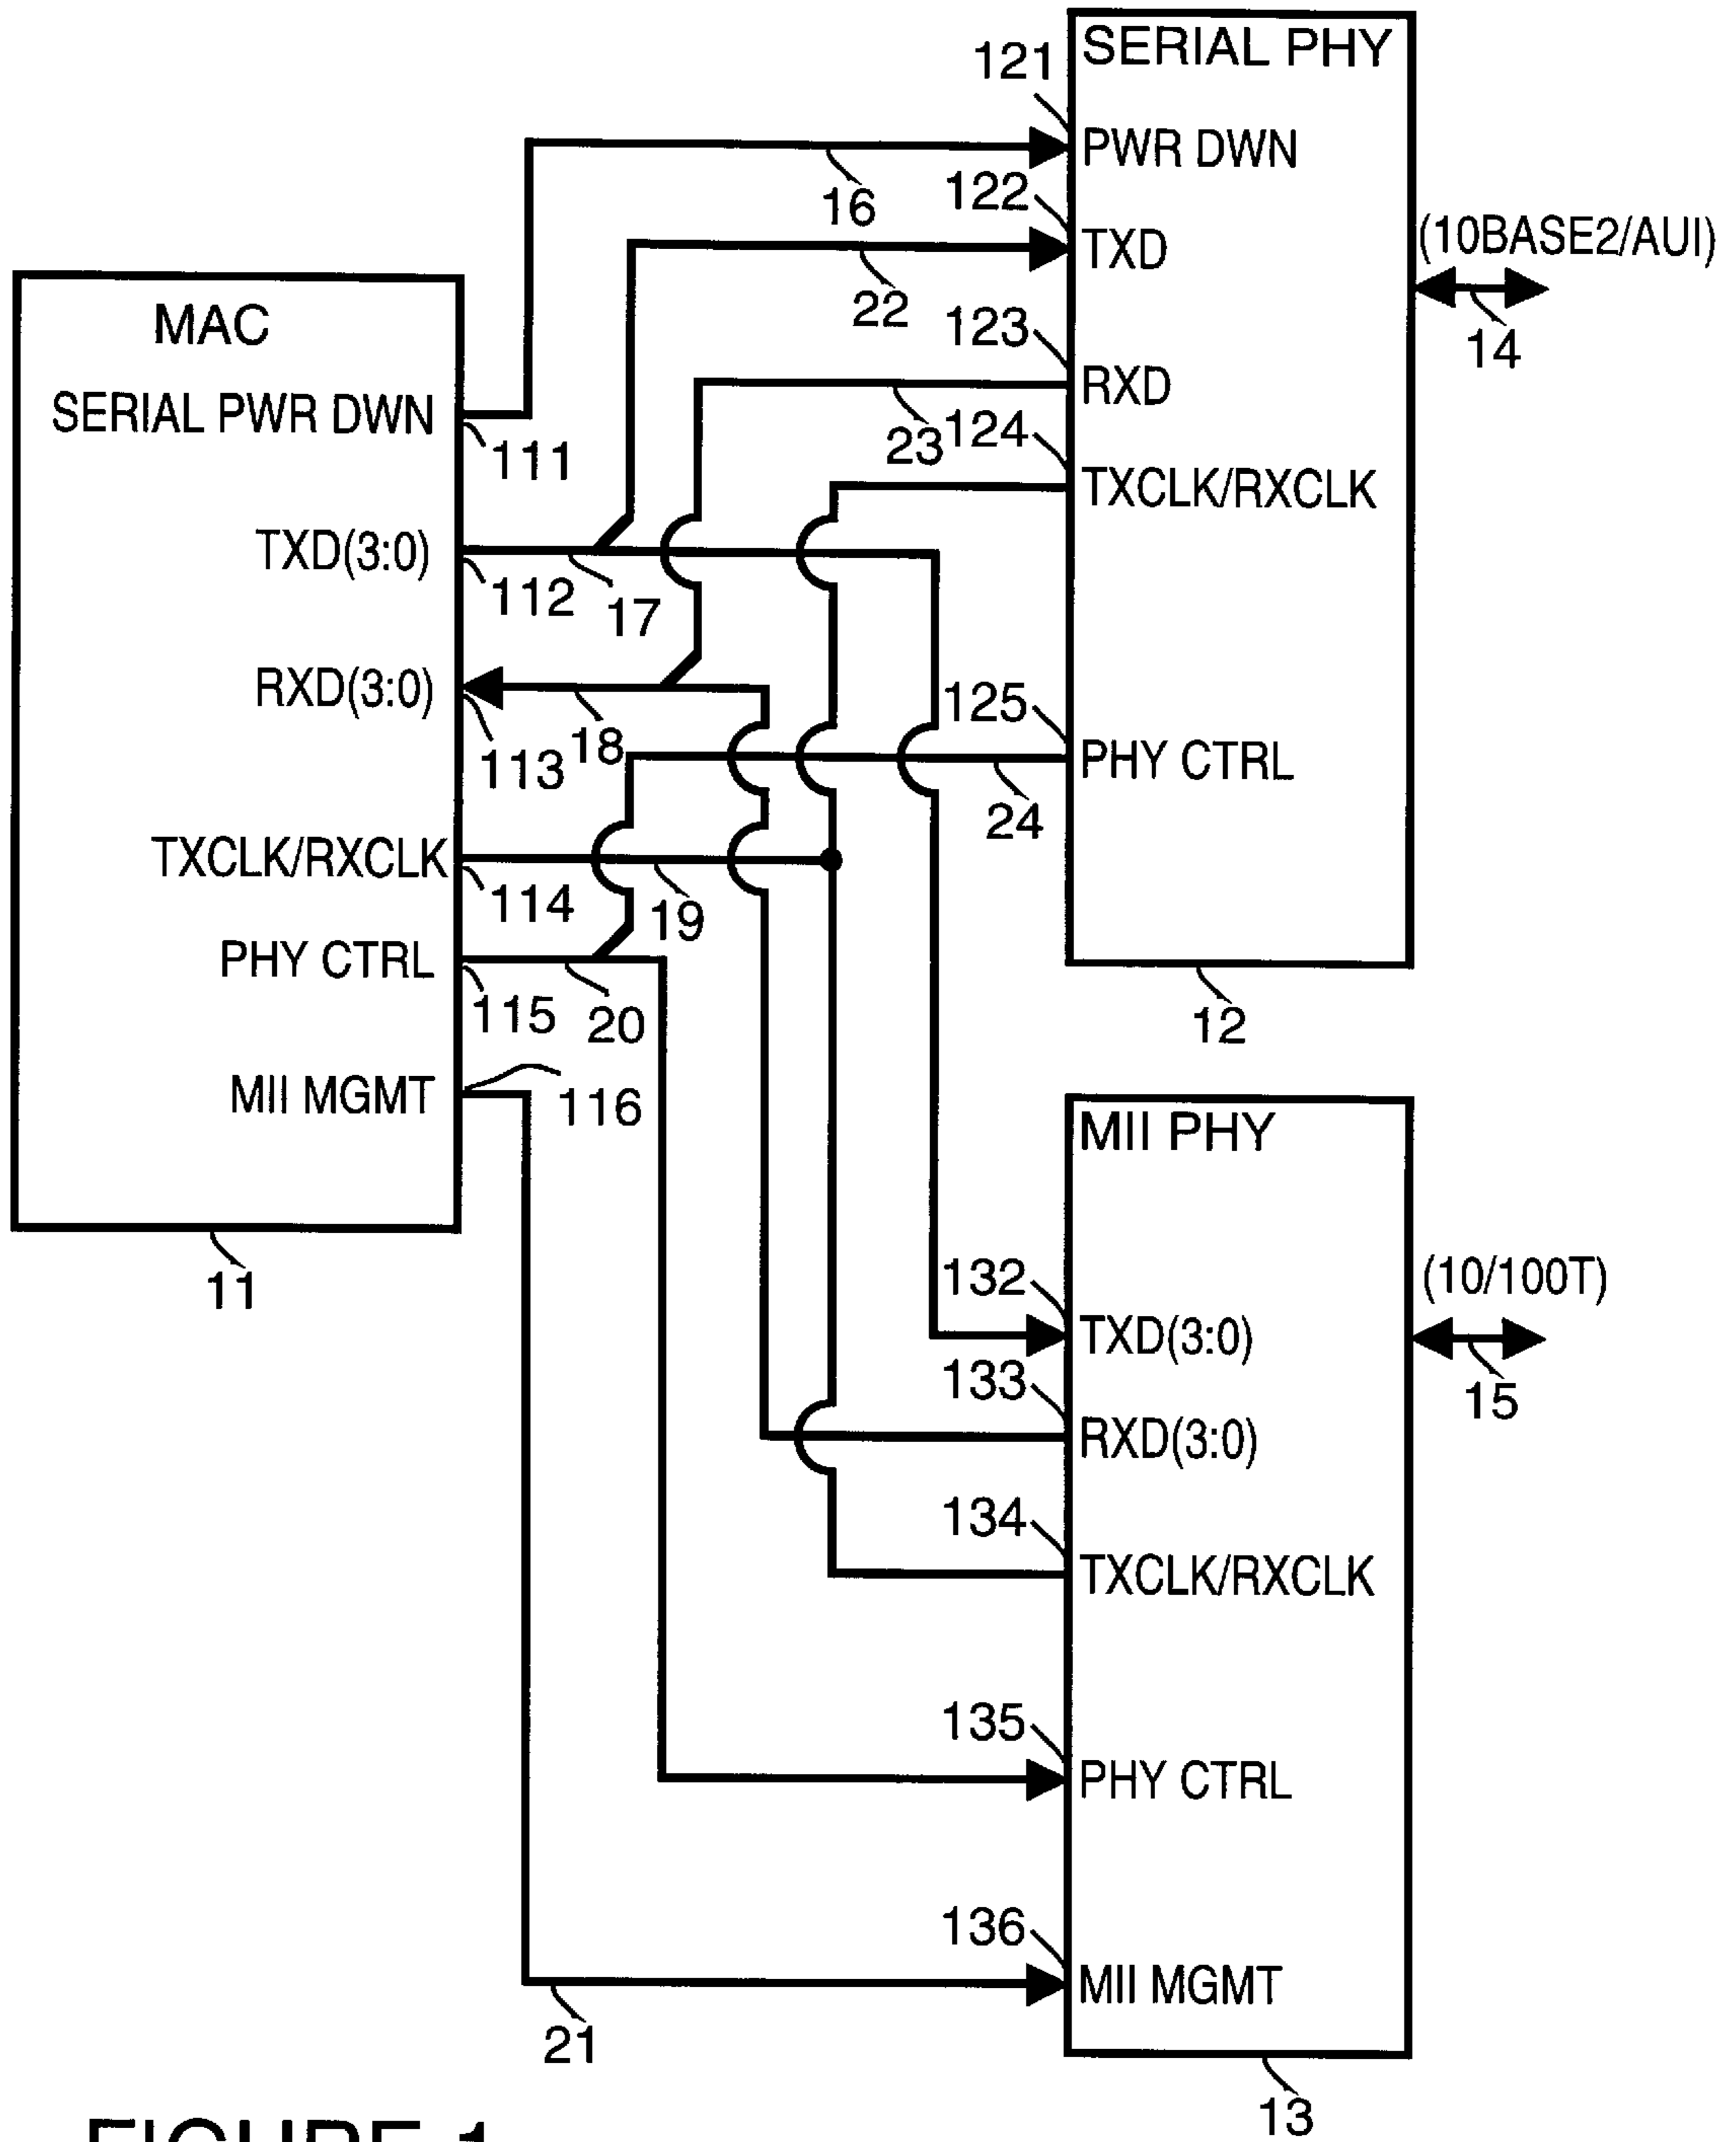 SERIAL PHY
121
PWR DWN
16
122
TXD
(10BASE2/AUI)
22
14
123
RXD
23
124
TXCLK/RXCLK
125
PHY CTRL
24
12
MAC
SERIAL PWR DWN
111
TXD(3:0)
112
17
RXD(3:0)
113
18
TXCLK/RXCLK
114
19
PHY CTRL
115
20
MII MGMT
116
11
MII PHY
132
TXD(3:0)
(10/100T)
15
133
RXD(3:0)
134
TXCLK/RXCLK
135
PHY CTRL
136
MII MGMT
21
13
FIGURE 1